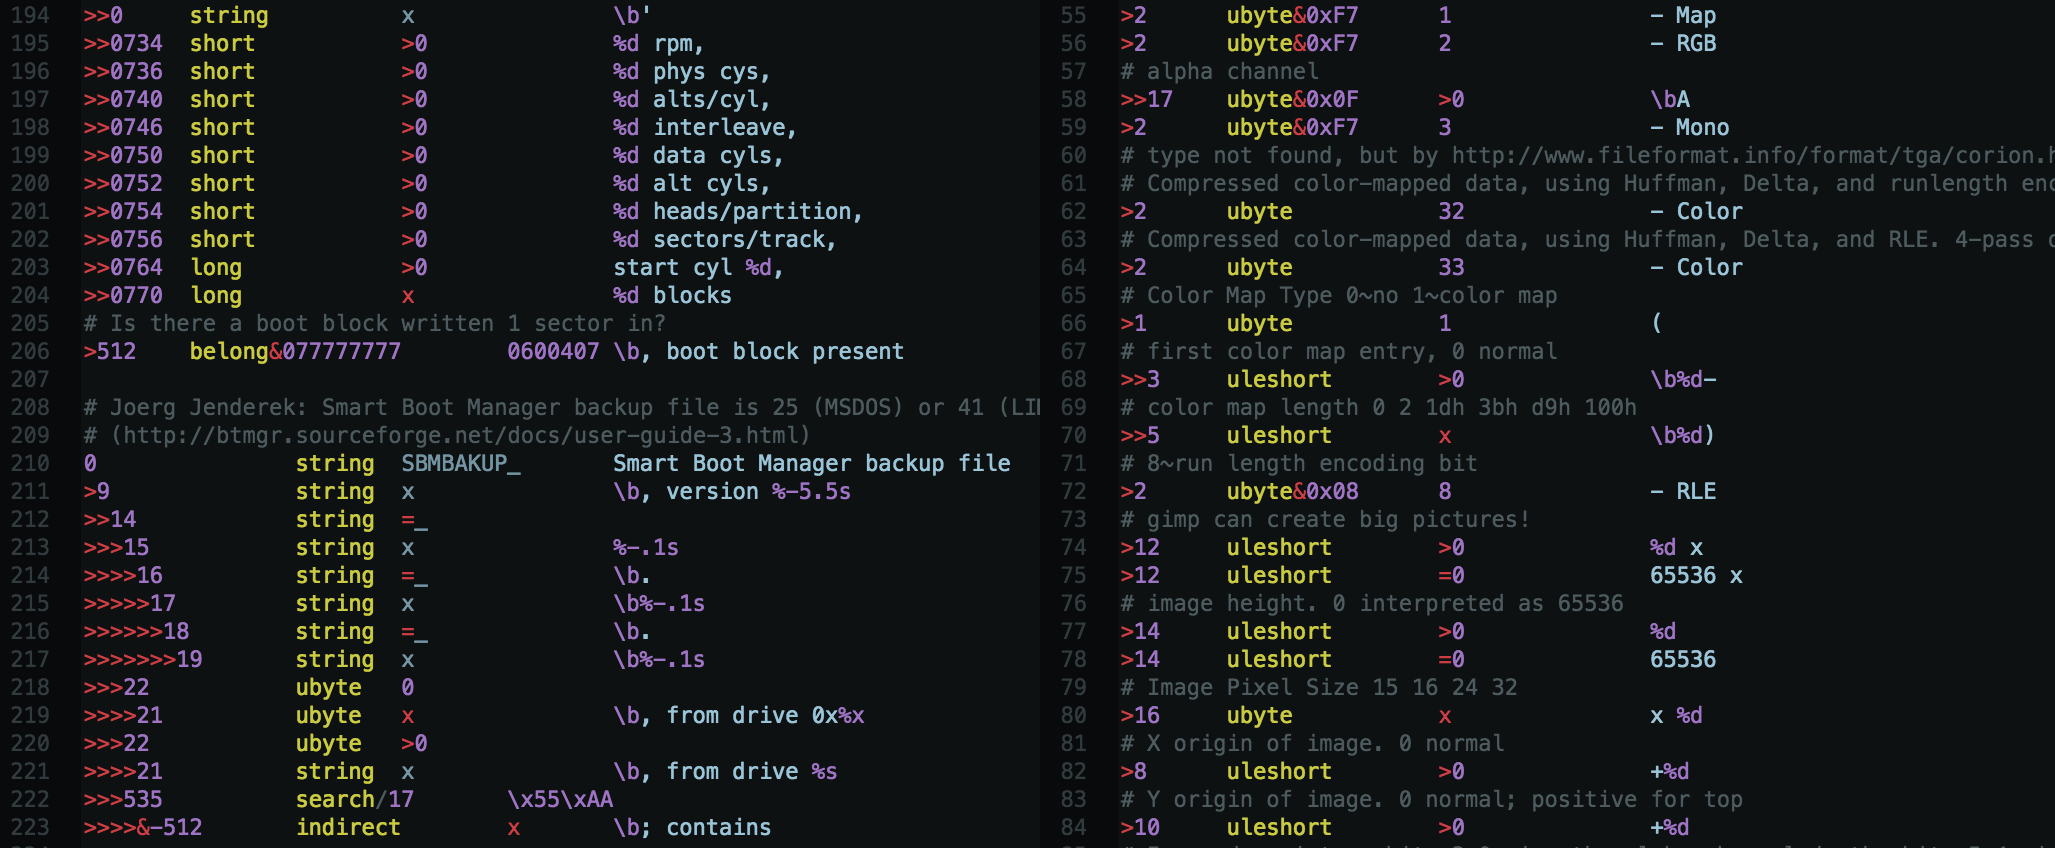 194 >>0 string x \b'
195 >>0734 short >0 %d rpm,
196 >>0736 short >0 %d phys cys,
197 >>0740 short >0 %d alts/cyl,
198 >>0746 short >0 %d interleave,
199 >>0750 short >0 %d data cyls,
200 >>0752 short >0 %d alt cyls,
201 >>0754 short >0 %d heads/partition,
202 >>0756 short >0 %d sectors/track,
203 >>0764 long >0 start cyl %d,
204 >>0770 long x %d blocks
205 # Is there a boot block written 1 sector in?
206 >512 belong&077777777 0600407 \b, boot block present
207
208 # Joerg Jenderek: Smart Boot Manager backup file is 25 (MSDOS) or 41 (LI
209 # (http://btmgr.sourceforge.net/docs/user-guide-3.html)
210 0 string SBMBAKUP_ Smart Boot Manager backup file
211 >9 string x \b, version %-5.5s
212 >>14 string =_
213 >>>15 string x %-.1s
214 >>>>16 string =_ \b.
215 >>>>>17 string x \b%-.1s
216 >>>>>>18 string =_ \b.
217 >>>>>>>19 string x \b%-.1s
218 >>>22 ubyte 0
219 >>>>21 ubyte x \b, from drive 0x%x
220 >>>22 ubyte >0
221 >>>>21 string x \b, from drive %s
222 >>>535 search/17 \x55\xAA
223 >>>>&-512 indirect x \b; contains
55 >2 ubyte&0xF7 1 - Map
56 >2 ubyte&0xF7 2 - RGB
57 # alpha channel
58 >>17 ubyte&0x0F >0 \bA
59 >2 ubyte&0xF7 3 - Mono
60 # type not found, but by http://www.fileformat.info/format/tga/corion.h
61 # Compressed color-mapped data, using Huffman, Delta, and runlength enc
62 >2 ubyte 32 - Color
63 # Compressed color-mapped data, using Huffman, Delta, and RLE. 4-pass
64 >2 ubyte 33 - Color
65 # Color Map Type 0~no 1~color map
66 >1 ubyte 1 (
67 # first color map entry, 0 normal
68 >>3 uleshort >0 \b%d-
69 # color map length 0 2 1dh 3bh d9h 100h
70 >>5 uleshort x \b%d)
71 # 8~run length encoding bit
72 >2 ubyte&0x08 8 - RLE
73 # gimp can create big pictures!
74 >12 uleshort >0 %d x
75 >12 uleshort =0 65536 x
76 # image height. 0 interpreted as 65536
77 >14 uleshort >0 %d
78 >14 uleshort =0 65536
79 # Image Pixel Size 15 16 24 32
80 >16 ubyte x x %d
81 # X origin of image. 0 normal
82 >8 uleshort >0 +%d
83 # Y origin of image. 0 normal; positive for top
84 >10 uleshort >0 +%d